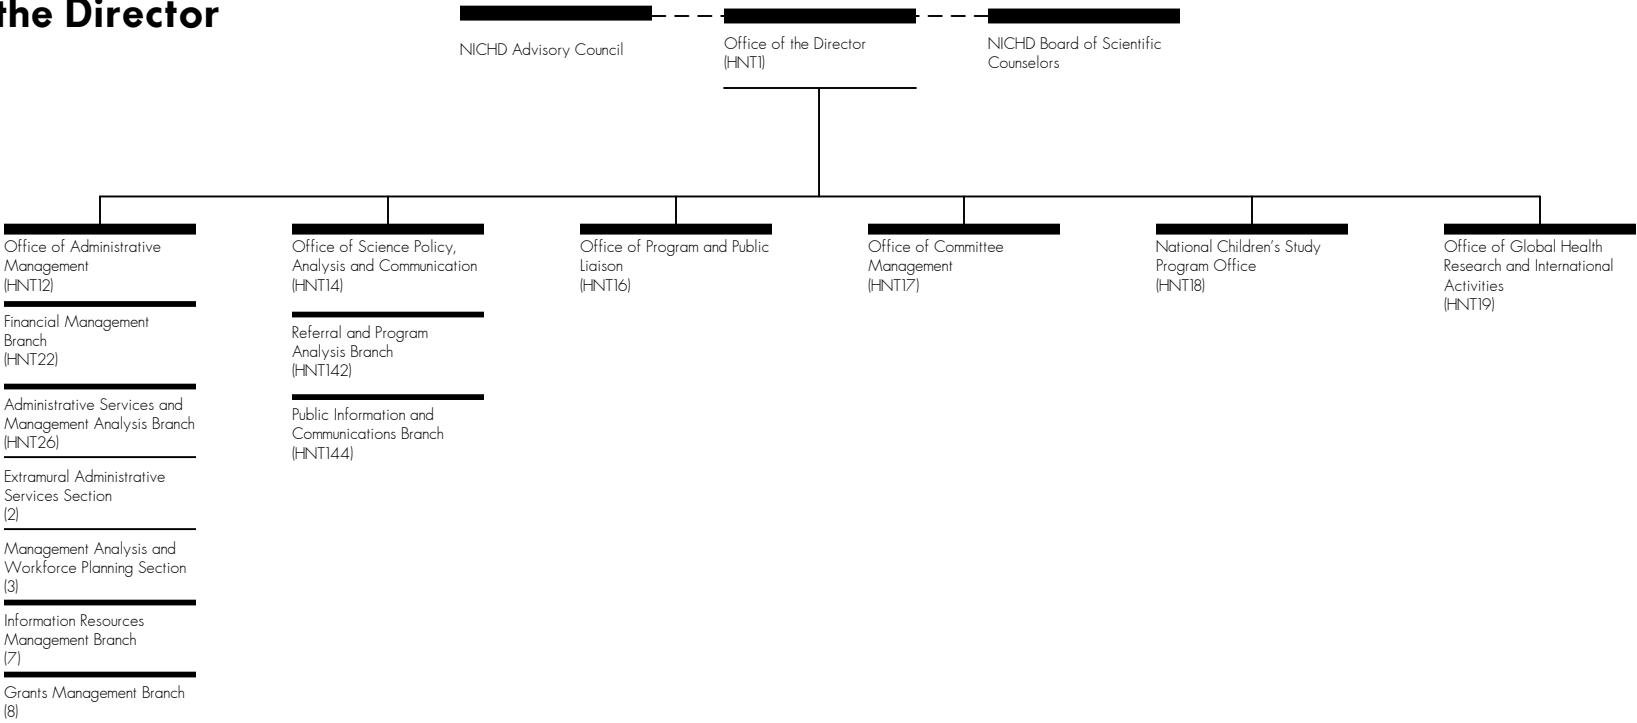 the Director
NICHD Advisory Council
Office of the Director
(HNT1)
NICHD Board of Scientific
Counselors
Office of Administrative
Management
(HNT12)
Financial Management
Branch
(HNT22)
Administrative Services and
Management Analysis Branch
(HNT26)
Extramural Administrative
Services Section
(2)
Management Analysis and
Workforce Planning Section
(3)
Information Resources
Management Branch
(7)
Grants Management Branch
(8)
Office of Science Policy,
Analysis and Communication
(HNT14)
Referral and Program
Analysis Branch
(HNT142)
Public Information and
Communications Branch
(HNT144)
Office of Program and Public
Liaison
(HNT16)
Office of Committee
Management
(HNT17)
National Children's Study
Program Office
(HNT18)
Office of Global Health
Research and International
Activities
(HNT19)